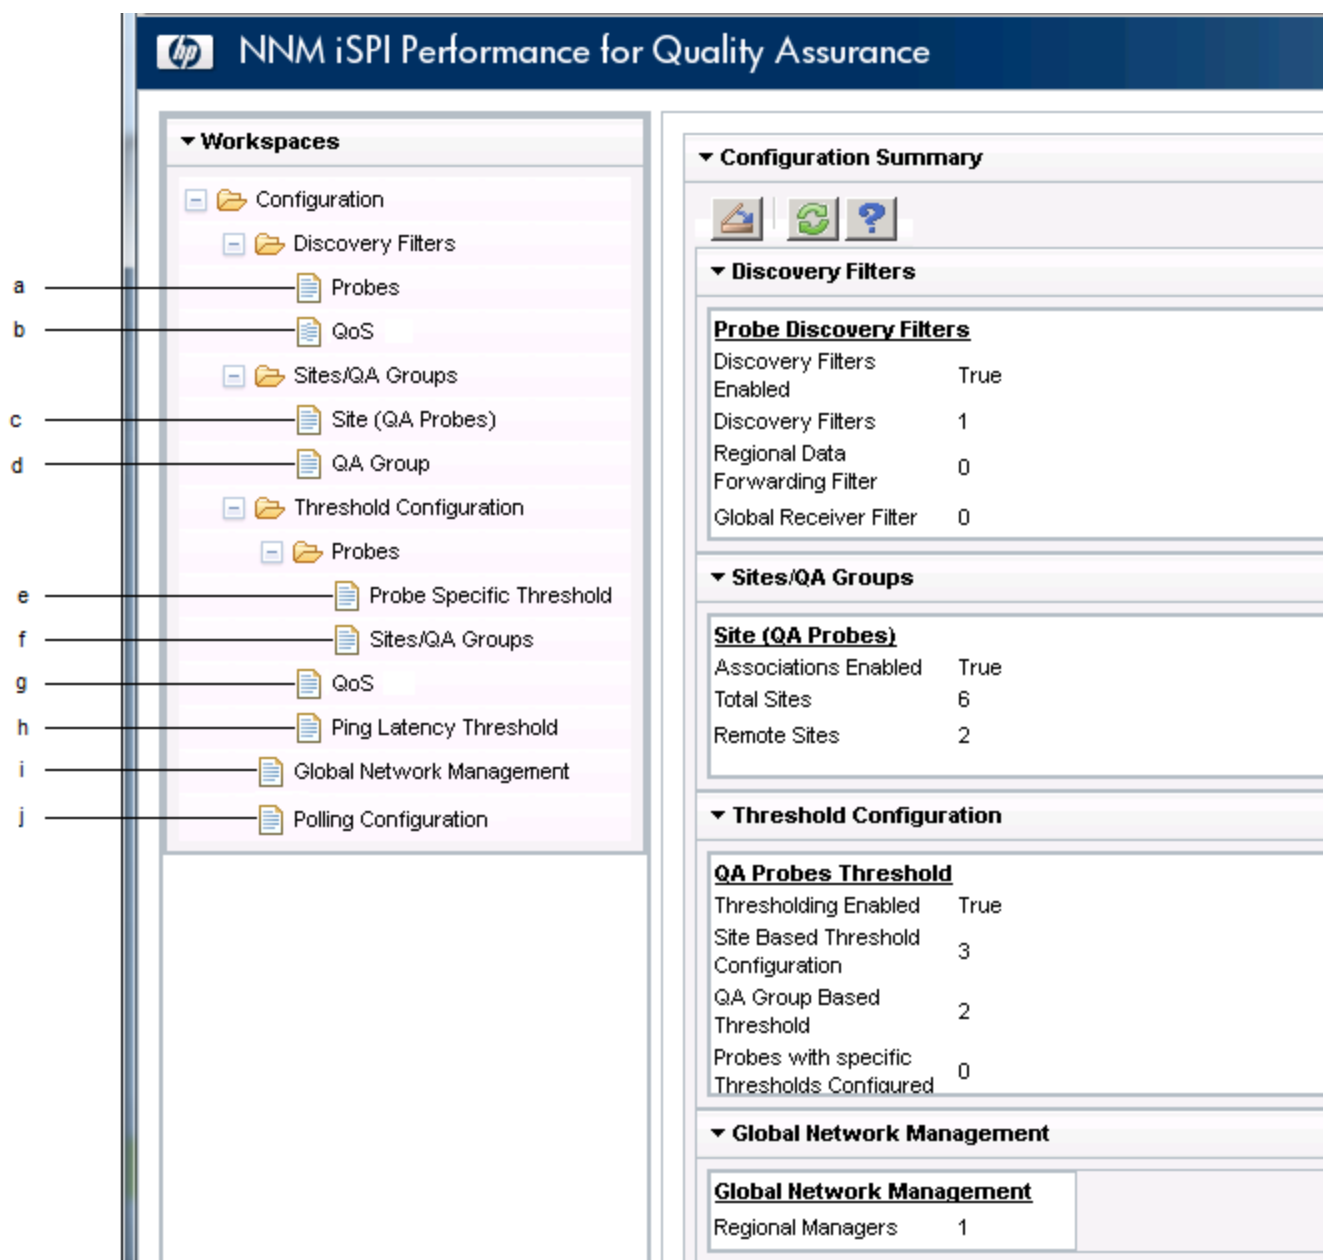 hp NNM iSPI Performance for Quality Assurance
Workspaces
Configuration
Discovery Filters
a Probes
b QoS
Sites/QA Groups
c Site (QA Probes)
d QA Group
Threshold Configuration
Probes
e Probe Specific Threshold
f Sites/QA Groups
g QoS
h Ping Latency Threshold
i Global Network Management
j Polling Configuration
Configuration Summary
?
Discovery Filters
Probe Discovery Filters
Discovery Filters
Enabled True
Discovery Filters 1
Regional Data
Forwarding Filter 0
Global Receiver Filter 0
Sites/QA Groups
Site (QA Probes)
Associations Enabled True
Total Sites 6
Remote Sites 2
Threshold Configuration
QA Probes Threshold
Thresholding Enabled True
Site Based Threshold
Configuration 3
QA Group Based
Threshold 2
Probes with specific
Thresholds Configured 0
Global Network Management
Global Network Management
Regional Managers 1